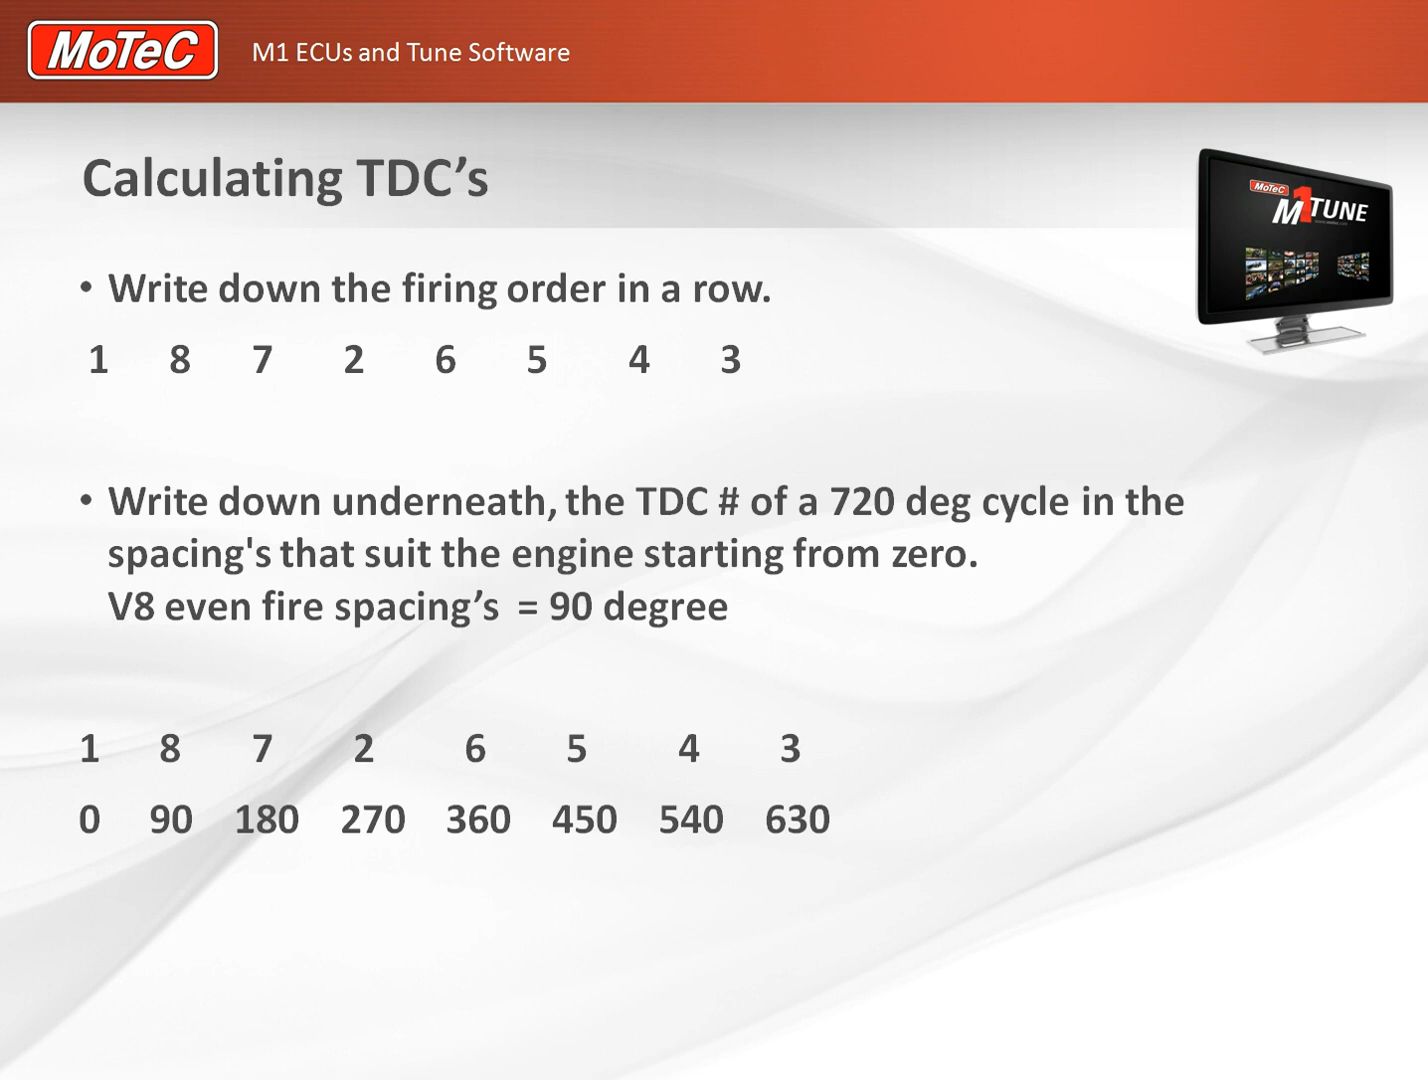 MoTeC
M1 ECUs and Tune Software
Calculating TDC’s
MoTeC
M1 TUNE
• Write down the firing order in a row.
1 8 7 2 6 5 4 3
• Write down underneath, the TDC # of a 720 deg cycle in the
spacing's that suit the engine starting from zero.
V8 even fire spacing’s = 90 degree
1 8 7 2 6 5 4 3
0 90 180 270 360 450 540 630